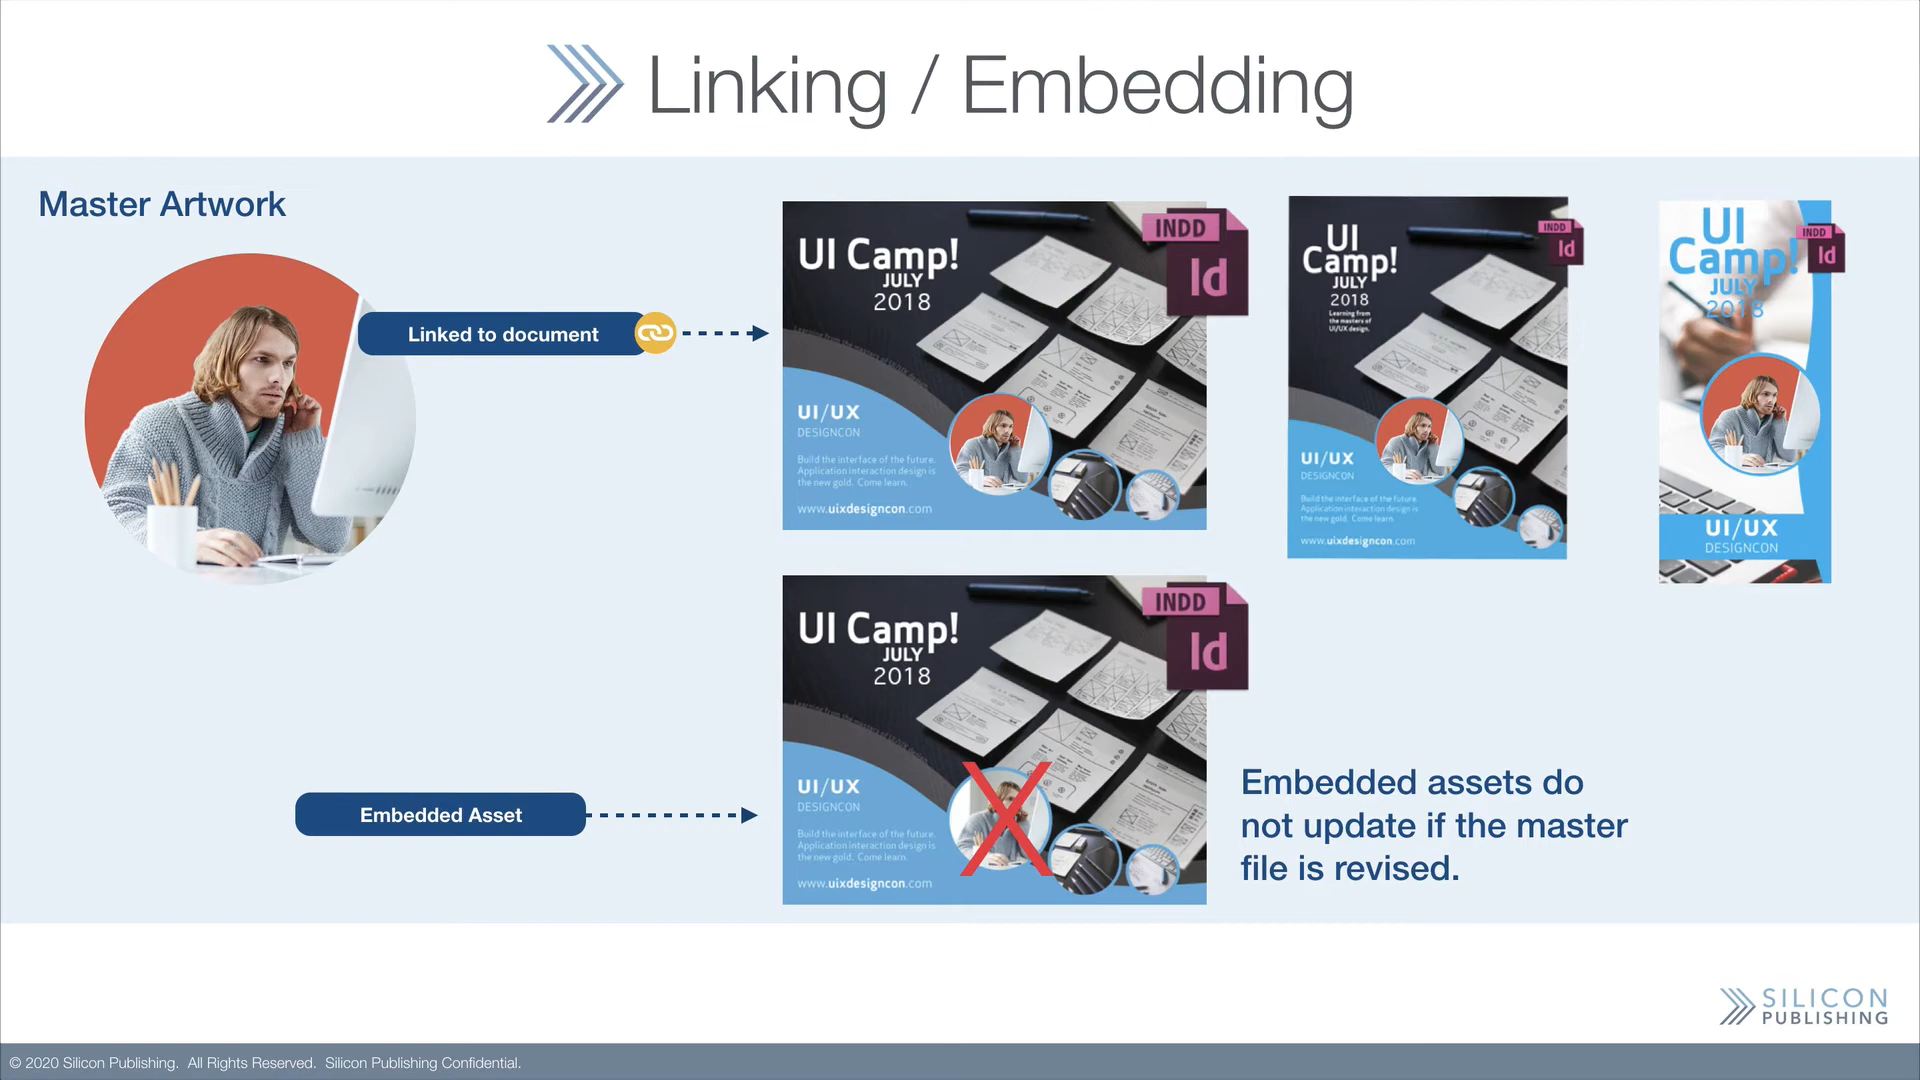 Linking / Embedding
Master Artwork
Linked to document
UI Camp!
JULY
2018
UI/UX
DESIGNCON
Build the interface of the future.
Application interaction design is
the new gold. Come learn.
www.uixdesigncon.com
INDD
Id
UI
Camp!
JULY
2018
Learning from
the masters of
UI/UX design.
UI/UX
DESIGNCON
Build the interface of the future.
Application interaction design is
the new gold. Come learn.
www.uixdesigncon.com
INDD
Id
UI
Camp!
JULY
2018
UI/UX
DESIGNCON
INDD
Id
Embedded Asset
UI Camp!
JULY
2018
UI/UX
DESIGNCON
Build the interface of the future.
Application interaction design is
the new gold. Come learn.
www.uixdesigncon.com
INDD
Id
X
Embedded assets do
not update if the master
file is revised.
SILICON
PUBLISHING
© 2020 Silicon Publishing. All Rights Reserved. Silicon Publishing Confidential.